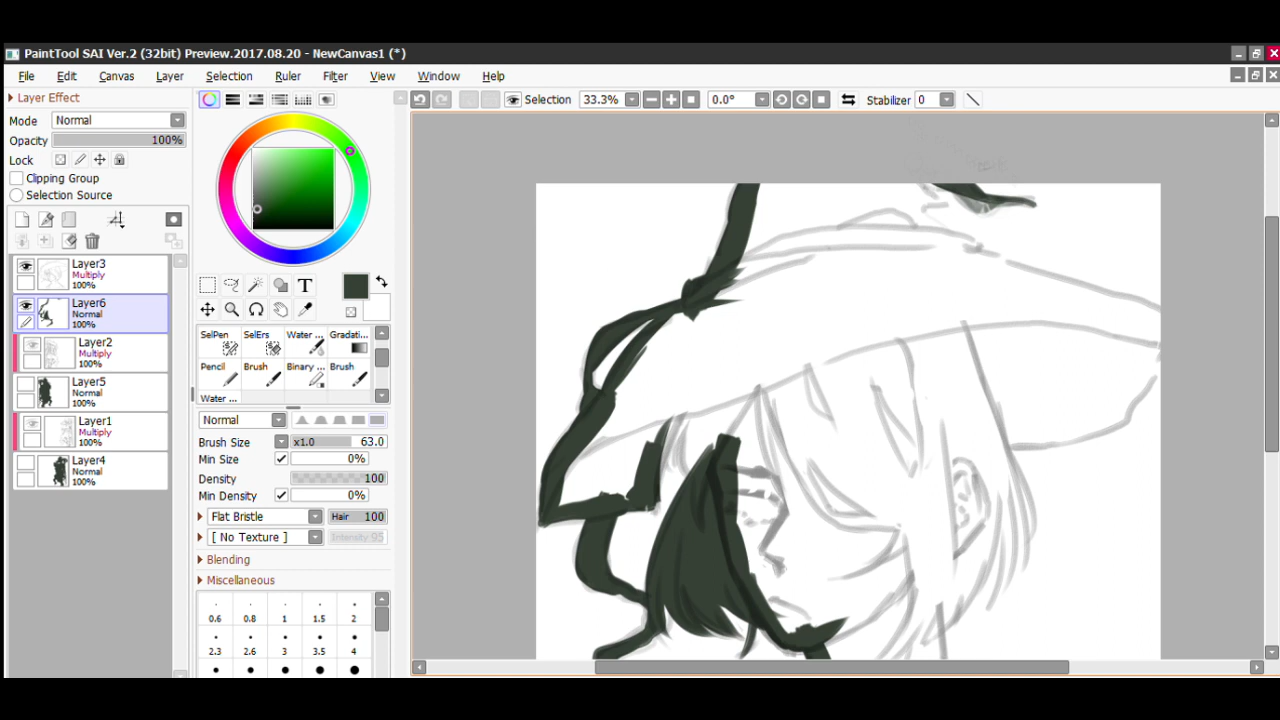 PaintTool SAI Ver.2 (32bit) Preview.2017.08.20 - NewCanvas1 (*)
File Edit Canvas Layer Selection Ruler Filter View Window Help
Layer Effect
Selection 33.3% 0.0° Stabilizer 0
Mode Normal
Opacity 100%
Lock
Clipping Group
Selection Source
Layer3
Multiply
100%
Layer6
Normal
100%
Layer2
Multiply
100%
Layer5
Normal
100%
Layer1
Multiply
100%
Layer4
Normal
100%
T
SelPen SelErs Water ... Gradati...
Pencil Brush Binary ... Brush
Water ...
Normal
Brush Size x1.0 63.0
Min Size 0%
Density 100
Min Density 0%
Flat Bristle Hair 100
[ No Texture ] Intensity 95
Blending
Miscellaneous
0.6 0.8 1 1.5 2
2.3 2.6 3 3.5 4